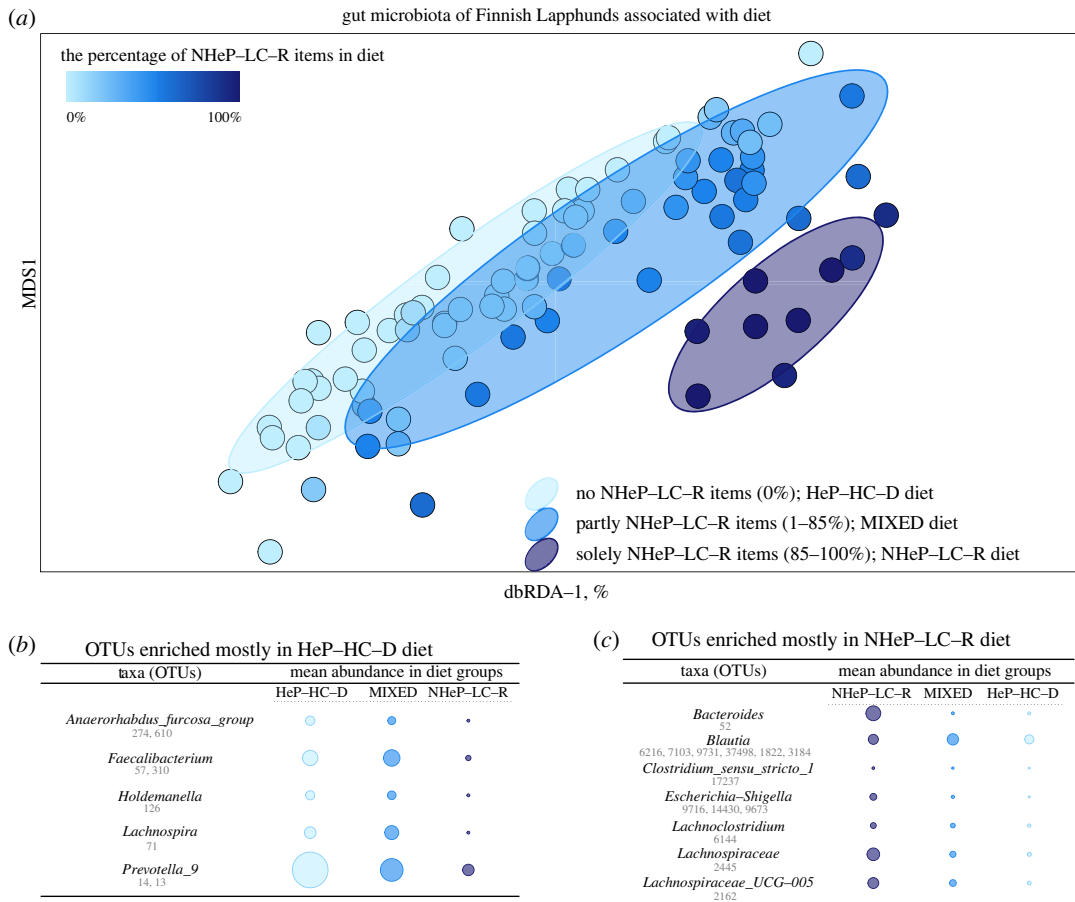 (a)
gut microbiota of Finnish Lapphunds associated with diet
the percentage of NHeP–LC–R items in diet
0% 100%
MDS1
no NHeP–LC–R items (0%); HeP–HC–D diet
partly NHeP–LC–R items (1–85%); MIXED diet
solely NHeP–LC–R items (85–100%); NHeP–LC–R diet
dbRDA–1, %
(b)
OTUs enriched mostly in HeP–HC–D diet
taxa (OTUs) mean abundance in diet groups
HeP–HC–D MIXED NHeP–LC–R
Anaerorhabdus_furcosa_group
274, 610
Faecalibacterium
57, 310
Holdemanella
126
Lachnospira
71
Prevotella_9
14, 13
(c)
OTUs enriched mostly in NHeP–LC–R diet
taxa (OTUs) mean abundance in diet groups
NHeP–LC–R MIXED HeP–HC–D
Bacteroides
52
Blautia
6216, 7103, 9731, 37498, 1822, 3184
Clostridium_sensu_stricto_1
17237
Escherichia–Shigella
9716, 14430, 9673
Lachnoclostridium
6144
Lachnospiraceae
2445
Lachnospiraceae_UCG–005
2162